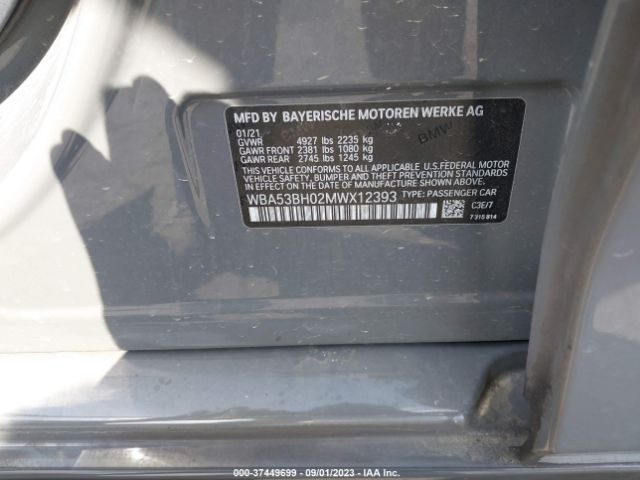 MFD BY BAYERISCHE MOTOREN WERKE AG
01/21
GVWR 4927 lbs 2235 kg
GAWR FRONT 2381 lbs 1080 kg
GAWR REAR 2745 lbs 1245 kg
THIS VEHICLE CONFORMS TO ALL APPLICABLE U.S.FEDERAL MOTOR
VEHICLE SAFETY, BUMPER AND THEFT PREVENTION STANDARDS
IN EFFECT ON THE DATE OF MANUFACTURE SHOWN ABOVE.
WBA53BH02MWX12393 TYPE: PASSENGER CAR
C3E/7
7 315 814
BMW
000-37449699 - 09/01/2023 - IAA Inc.